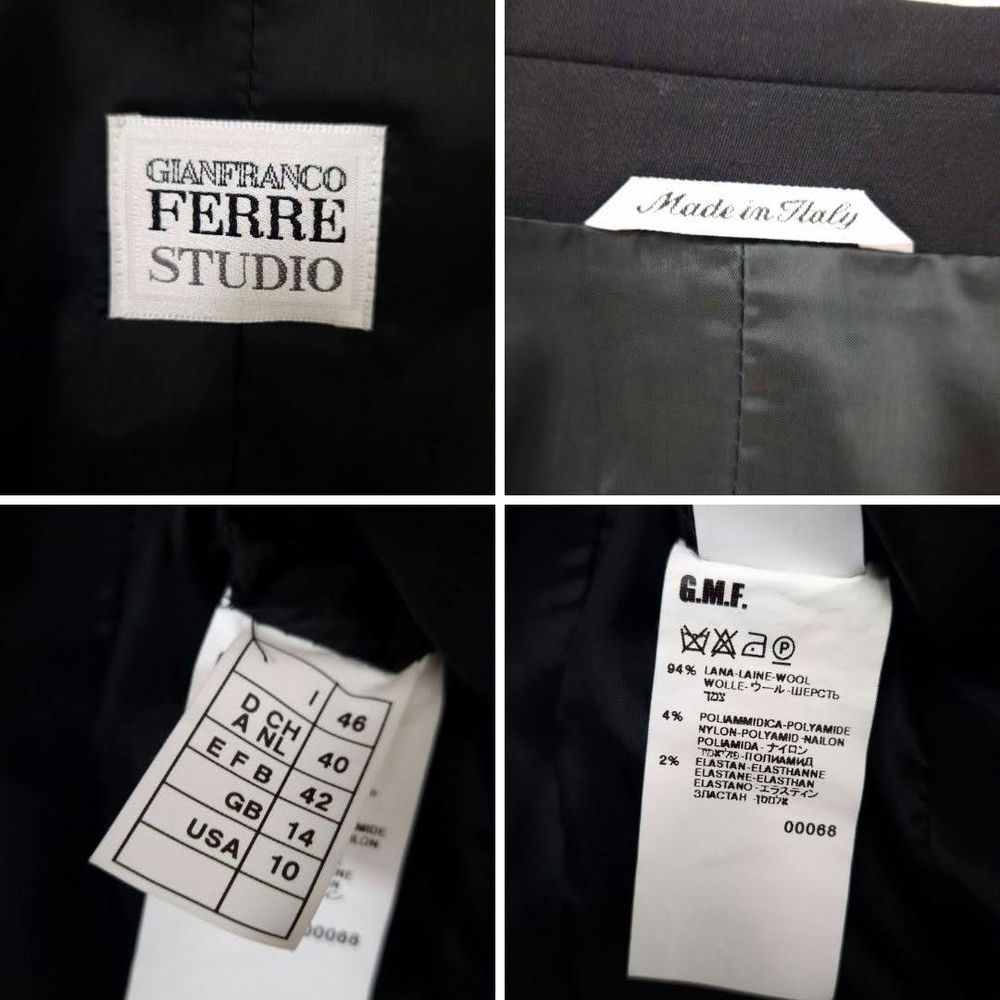 GIANFRANCO
FERRE
STUDIO
Made in Italy
I 46
D CH
A NL 40
E F B 42
GB 14
USA 10
00068
G.M.F.
P
94% LANA-LAINE-WOOL
WOLLE-ウール-ШЕРСТЬ
צמר
4% POLIAMMIDICA-POLYAMIDE
NYLON-POLYAMID-NAILON
POLIAMIDA-ナイロン
-ПОЛИАМИД
2% ELASTAN-ELASTHANNE
ELASTANE-ELASTHAN
ELASTANO-エラスティン
ЭЛАСТАН
00068